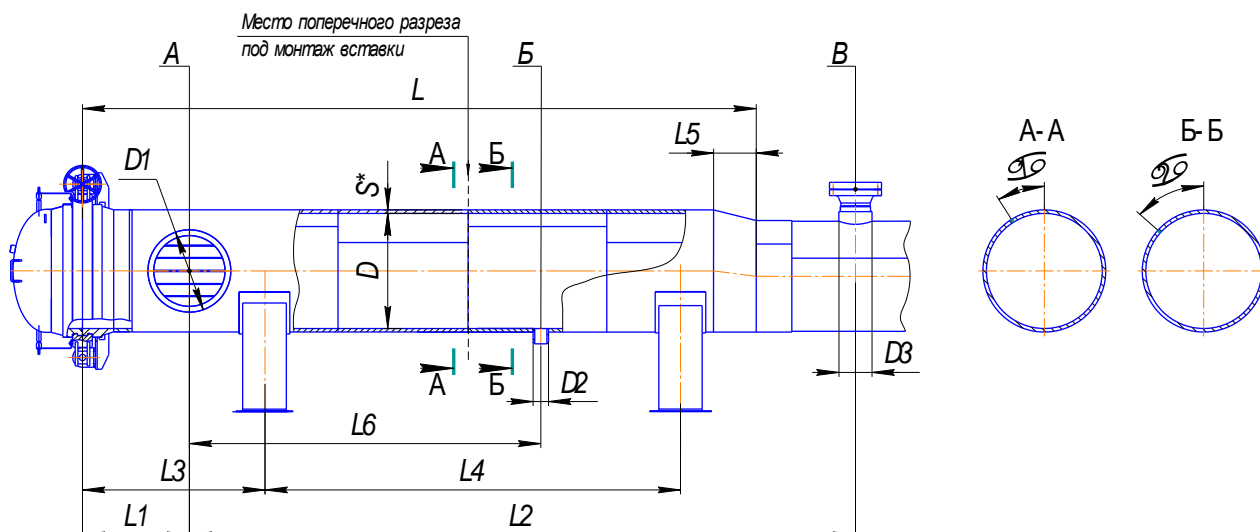 Место поперечного разреза
под монтаж вставки
А
Б
В
L
L5
А-А
Б-Б
D1
А
Б
S*
D
А
Б
D2
D3
L6
L3
L4
L1
L2